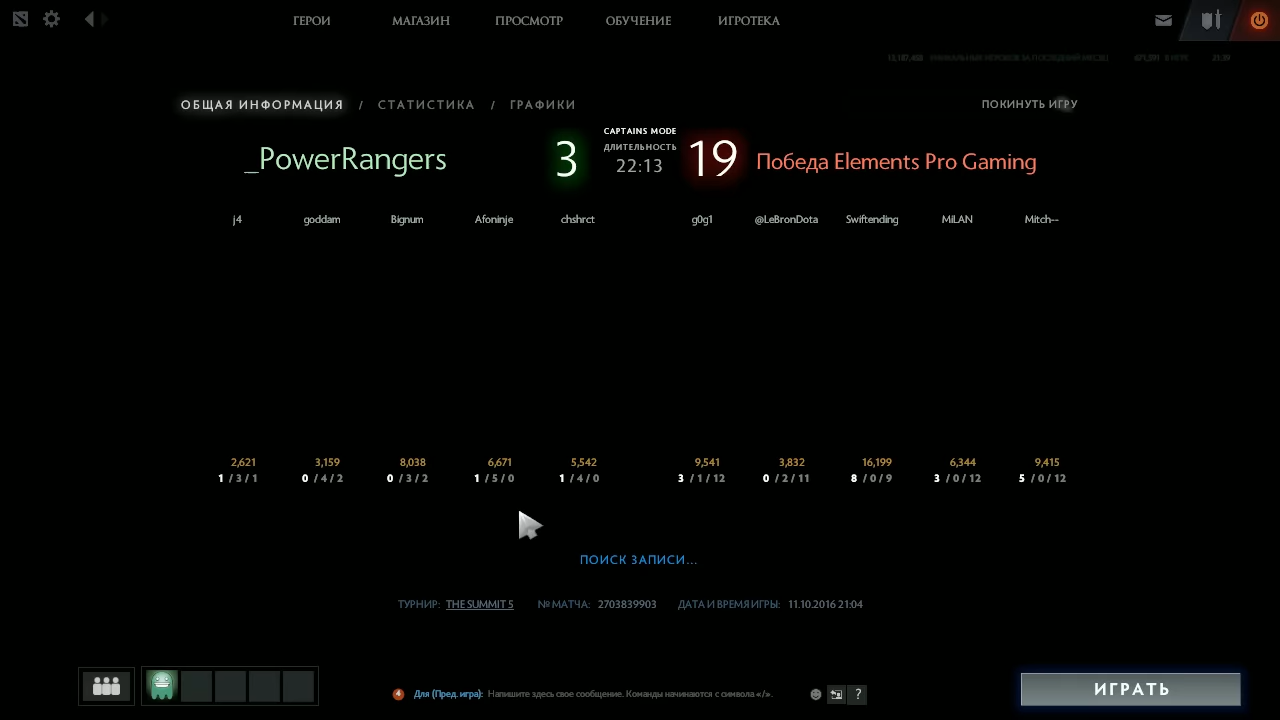 ГЕРОИ МАГАЗИН ПРОСМОТР ОБУЧЕНИЕ ИГРОТЕКА
ОБЩАЯ ИНФОРМАЦИЯ / СТАТИСТИКА / ГРАФИКИ ПОКИНУТЬ ИГРУ
CAPTAINS MODE
_PowerRangers 3 ДЛИТЕЛЬНОСТЬ 19 Победа Elements Pro Gaming
22:13
j4 goddam Bignum Afoninje chshrct g0g1 @LeBronDota Swiftending MiLAN Mitch--
2,621 3,159 8,038 6,671 5,542 9,541 3,832 16,199 6,344 9,415
1 / 3 / 1 0 / 4 / 2 0 / 3 / 2 1 / 5 / 0 1 / 4 / 0 3 / 1 / 12 0 / 2 / 11 8 / 0 / 9 3 / 0 / 12 5 / 0 / 12
ПОИСК ЗАПИСИ...
ТУРНИР: THE SUMMIT 5 № МАТЧА: 2703839903 ДАТА И ВРЕМЯ ИГРЫ: 11.10.2016 21:04
4 Для (Пред. игра): Напишите здесь свое сообщение. Команды начинаются с символа «/». ?
ИГРАТЬ